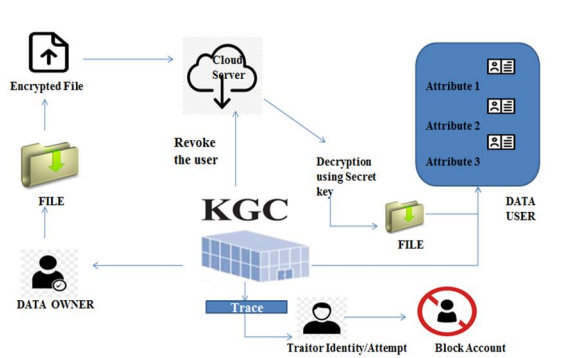 Cloud
Server
Encrypted File
Attribute 1
Attribute 2
Attribute 3
Revoke
the user
Decryption
using Secret
key
FILE
KGC
DATA
USER
FILE
DATA OWNER
Trace
Traitor Identity/Attempt
Block Account